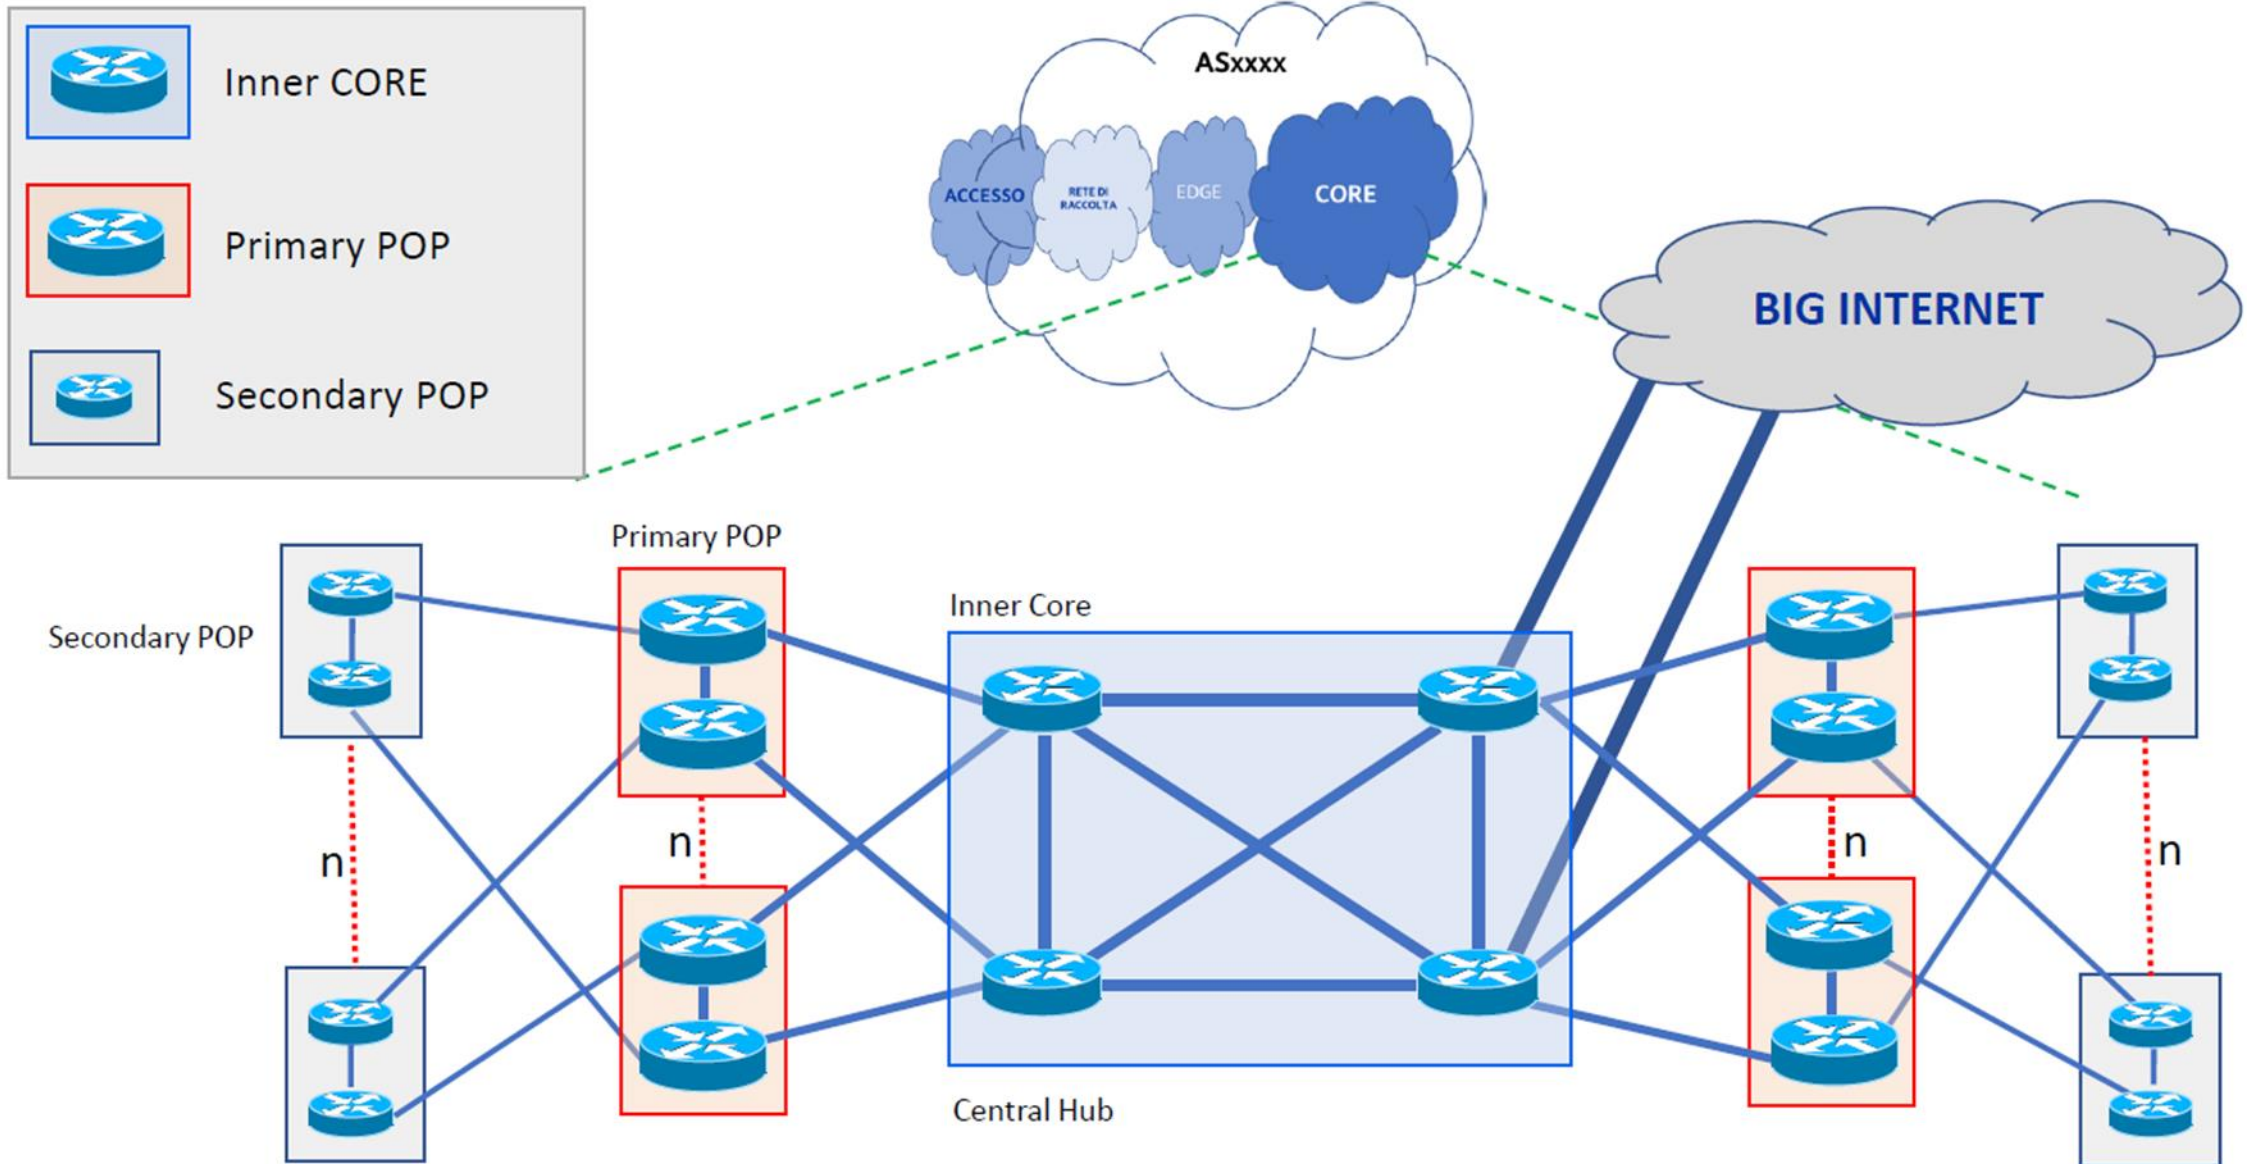 Inner CORE
Primary POP
Secondary POP
ASxxxx
ACCESSO
RETE DI
RACCOLTA
EDGE
CORE
BIG INTERNET
Primary POP
Inner Core
Secondary POP
n
n
n
n
Central Hub